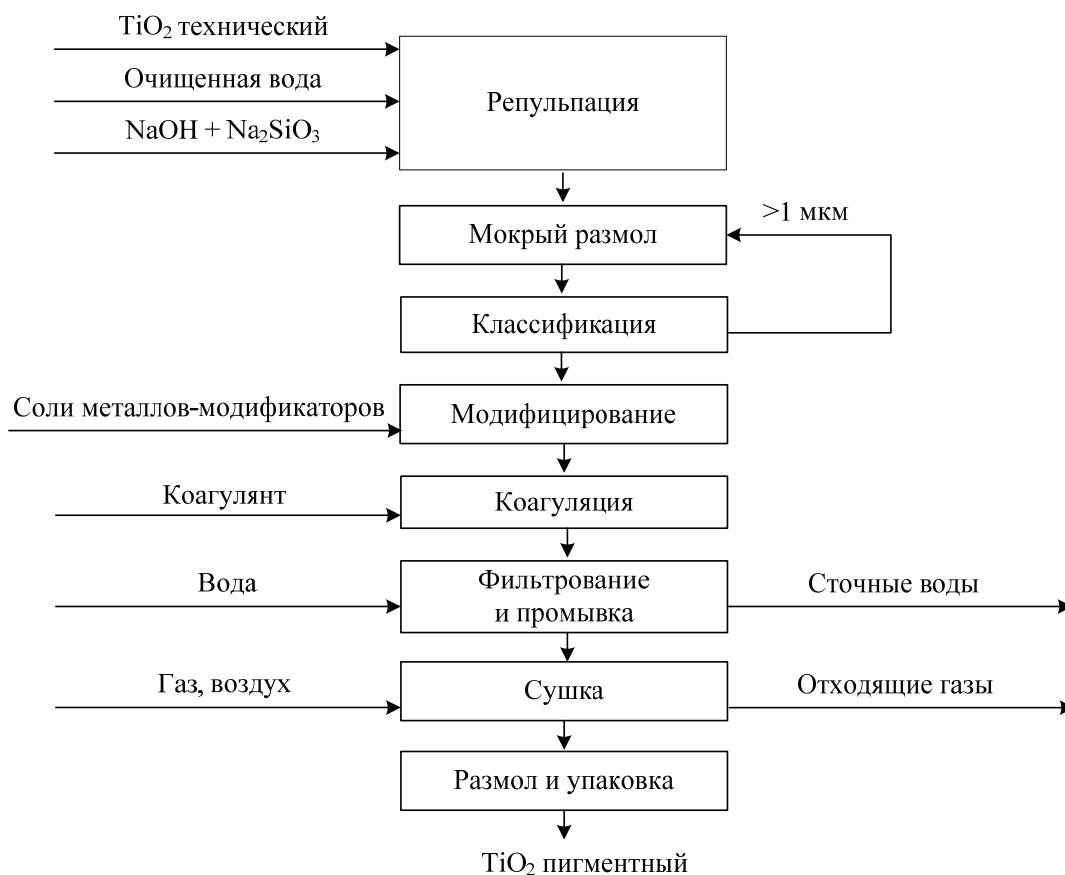 TiO₂ технический
Очищенная вода
NaOH + Na₂SiO₃
Репульпация
>1 мкм
Мокрый размол
Классификация
Соли металлов-модификаторов
Модифицирование
Коагулянт
Коагуляция
Вода
Фильтрование
и промывка
Сточные воды
Газ, воздух
Сушка
Отходящие газы
Размол и упаковка
TiO₂ пигментный